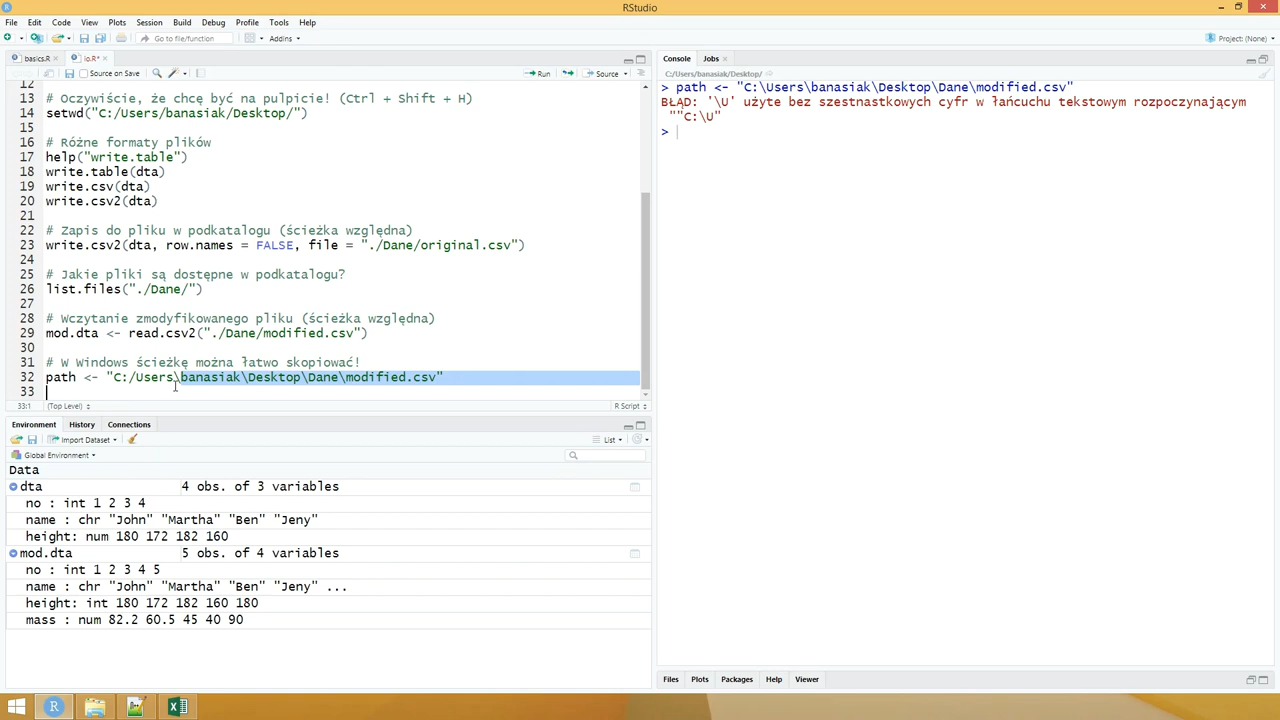 RStudio
File Edit Code View Plots Session Build Debug Profile Tools Help
Go to file/function Addins Project: (None)
basics.R io.R*
Source on Save Run Source
12
13 # Oczywiście, że chcę być na pulpicie! (Ctrl + Shift + H)
14 setwd("C:/Users/banasiak/Desktop/")
15
16 # Różne formaty plików
17 help("write.table")
18 write.table(dta)
19 write.csv(dta)
20 write.csv2(dta)
21
22 # Zapis do pliku w podkatalogu (ścieżka względna)
23 write.csv2(dta, row.names = FALSE, file = "./Dane/original.csv")
24
25 # Jakie pliki są dostępne w podkatalogu?
26 list.files("./Dane/")
27
28 # Wczytanie zmodyfikowanego pliku (ścieżka względna)
29 mod.dta <- read.csv2("./Dane/modified.csv")
30
31 # W Windows ścieżkę można łatwo skopiować!
32 path <- "C:/Users\banasiak\Desktop\Dane\modified.csv"
33
33:1 (Top Level) R Script
Environment History Connections
Import Dataset List
Global Environment
Data
dta 4 obs. of 3 variables
no : int 1 2 3 4
name : chr "John" "Martha" "Ben" "Jeny"
height: num 180 172 182 160
mod.dta 5 obs. of 4 variables
no : int 1 2 3 4 5
name : chr "John" "Martha" "Ben" "Jeny" ...
height: int 180 172 182 160 180
mass : num 82.2 60.5 45 40 90
Console Jobs
C:/Users/banasiak/Desktop/
> path <- "C:\Users\banasiak\Desktop\Dane\modified.csv"
BŁĄD: '\U' użyte bez szestnastkowych cyfr w łańcuchu tekstowym rozpoczynającym
""C:\U"
>
Files Plots Packages Help Viewer